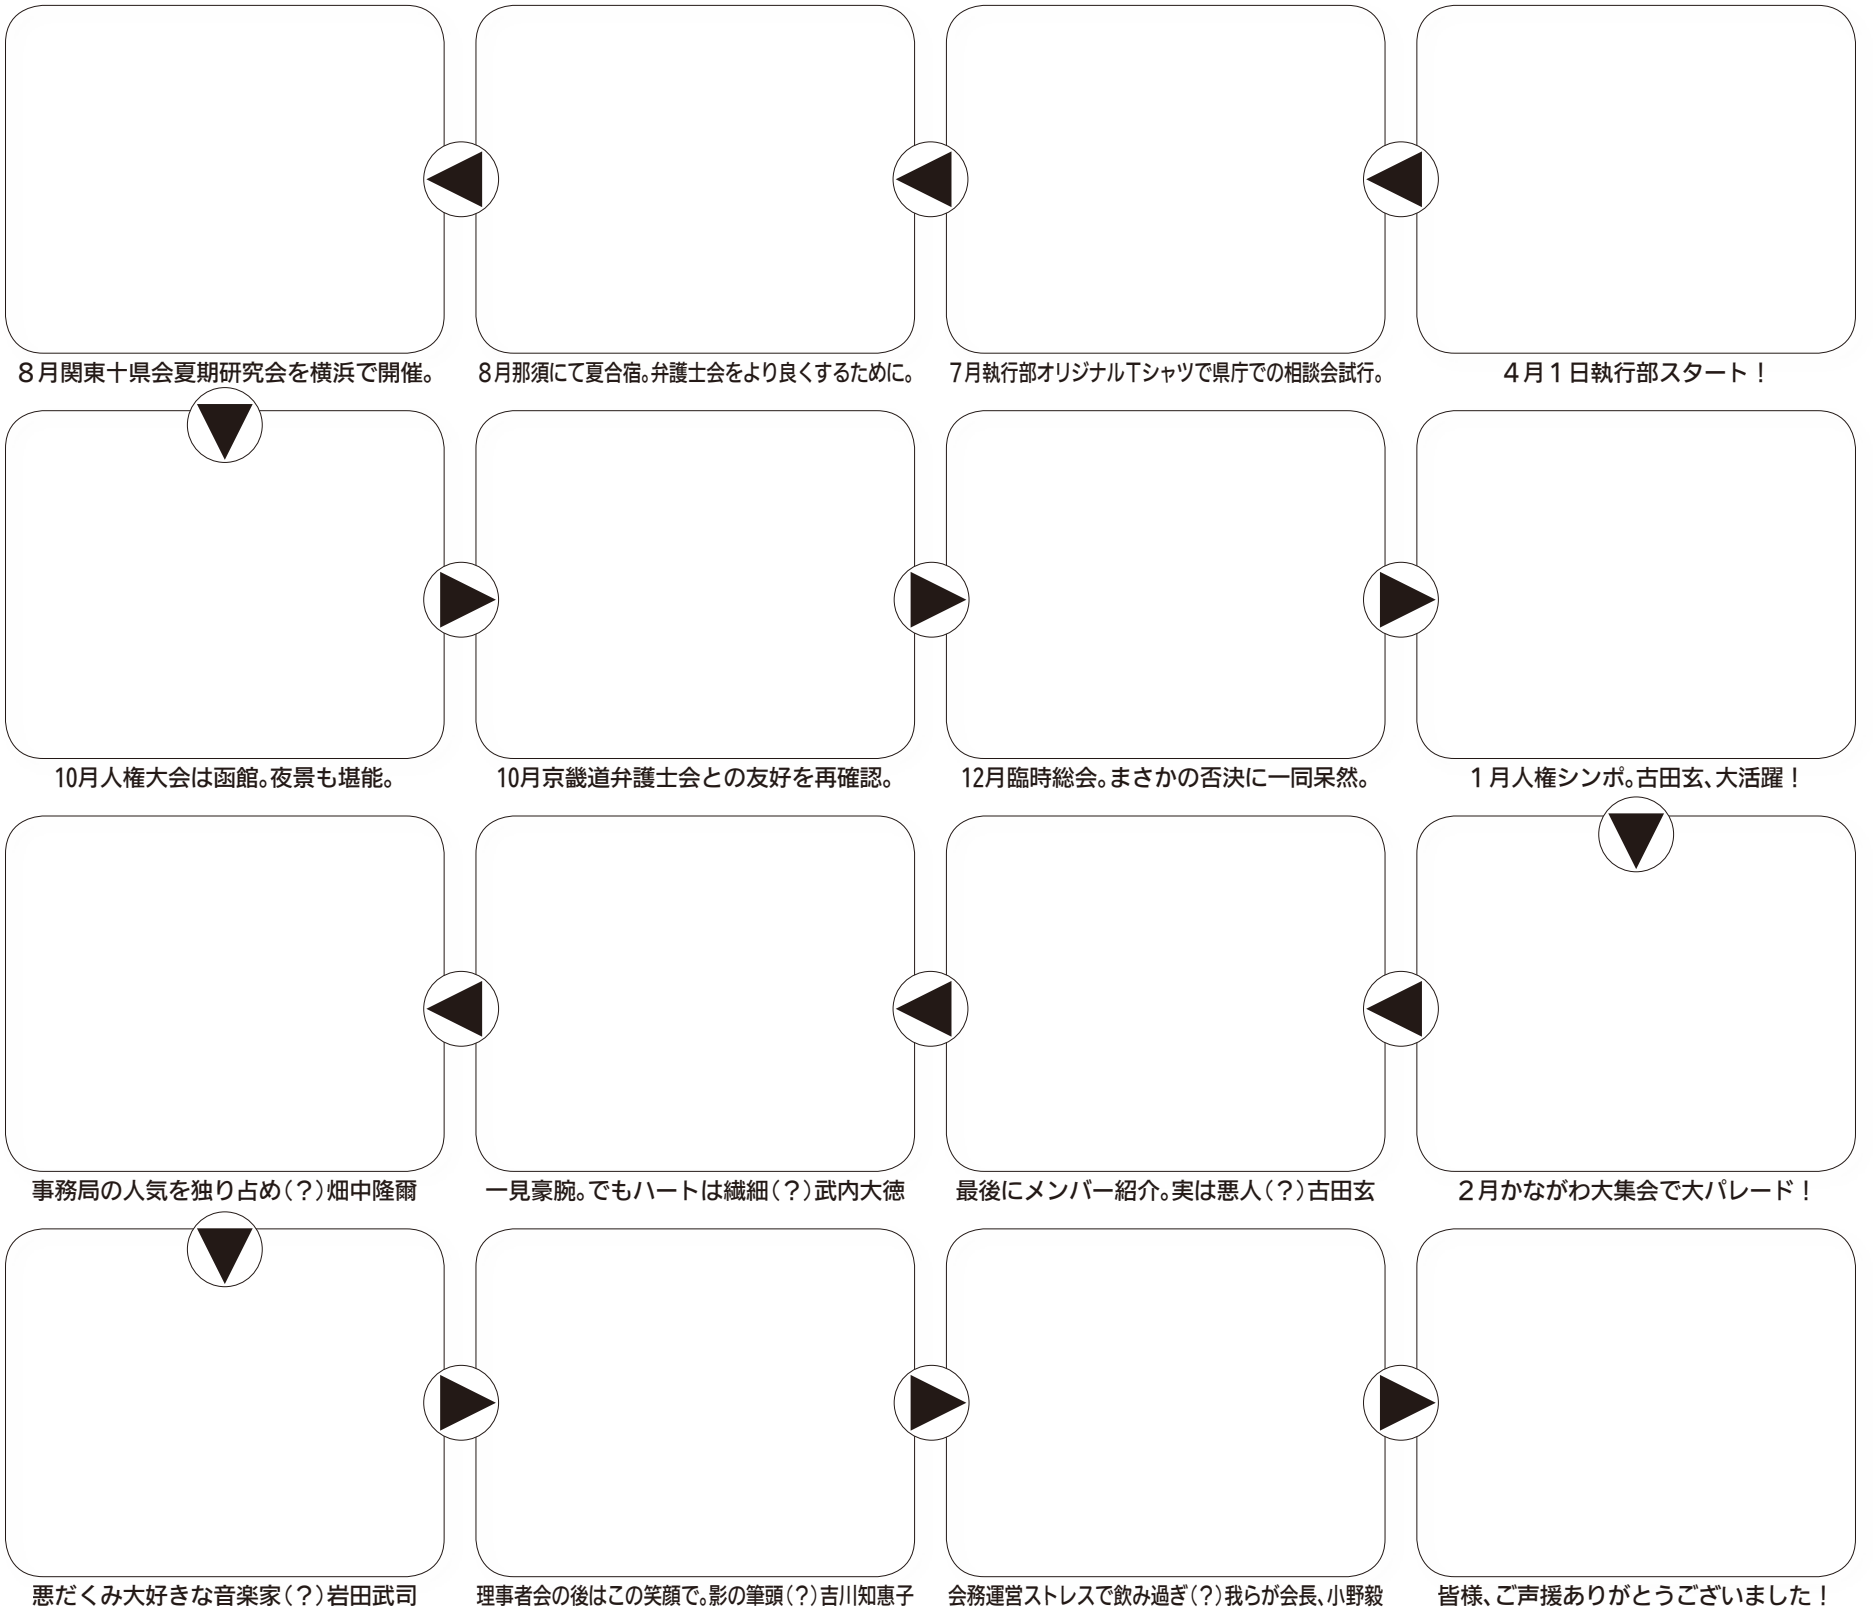 4月1日執行部スタート！
7月執行部オリジナルTシャツで県庁での相談会試行。
8月那須にて夏合宿。弁護士会をより良くするために。
8月関東十県会夏期研究会を横浜で開催。
10月人権大会は函館。夜景も堪能。
10月京畿道弁護士会との友好を再確認。
12月臨時総会。まさかの否決に一同呆然。
1月人権シンポ。古田玄、大活躍！
2月かながわ大集会で大パレード！
最後にメンバー紹介。実は悪人（？）古田玄
一見豪腕。でもハートは繊細（？）武内大徳
事務局の人気を独り占め（？）畑中隆爾
悪だくみ大好きな音楽家（？）岩田武司
理事者会の後はこの笑顔で。影の筆頭（？）吉川知惠子
会務運営ストレスで飲み過ぎ（？）我らが会長、小野毅
皆様、ご声援ありがとうございました！